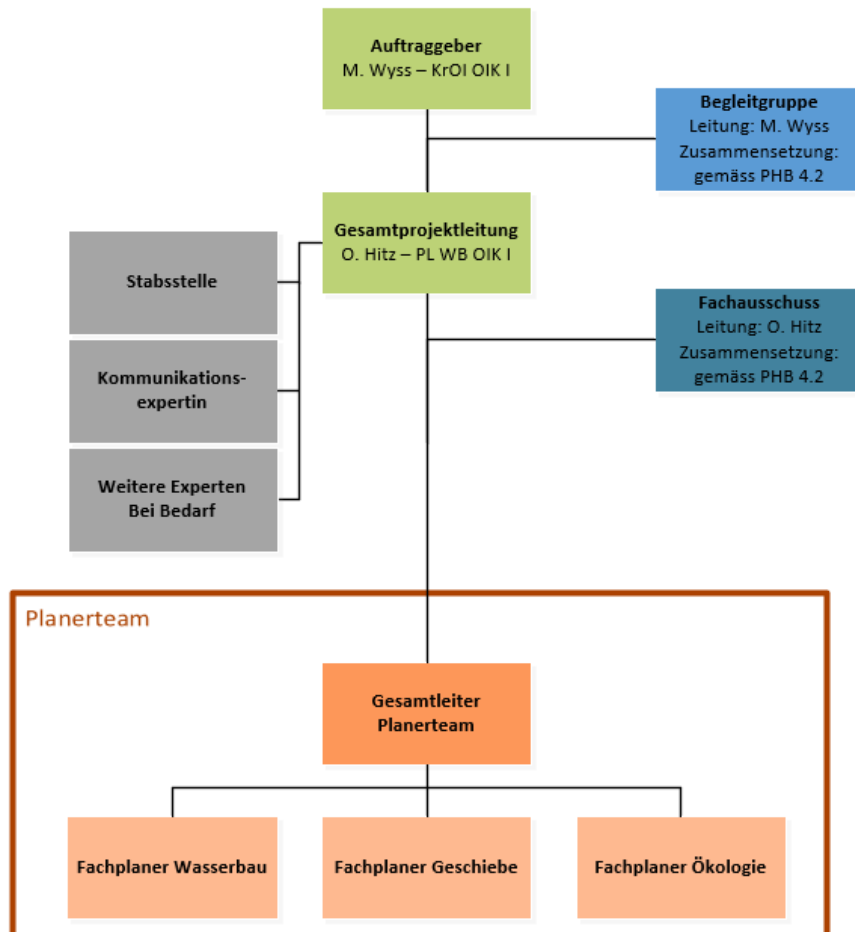 Auftraggeber
M. Wyss – KrOI OIK I
Begleitgruppe
Leitung: M. Wyss
Zusammensetzung:
gemäss PHB 4.2
Gesamtprojektleitung
O. Hitz – PL WB OIK I
Stabsstelle
Fachausschuss
Leitung: O. Hitz
Zusammensetzung:
gemäss PHB 4.2
Kommunikations-
expertin
Weitere Experten
Bei Bedarf
Planerteam
Gesamtleiter
Planerteam
Fachplaner Wasserbau
Fachplaner Geschiebe
Fachplaner Ökologie